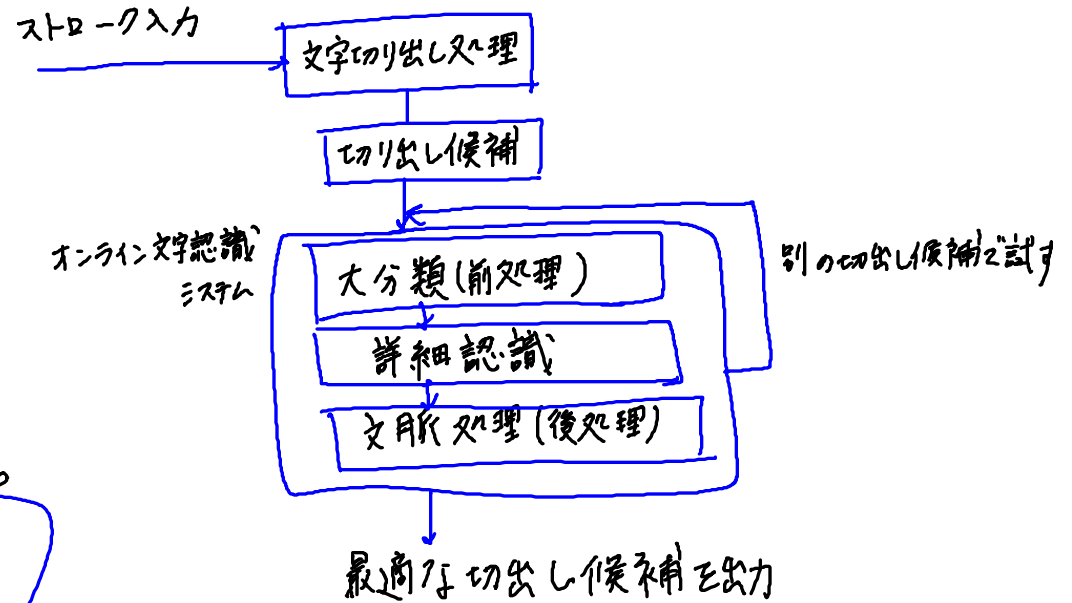 ストローク入力
文字切り出し処理
切り出し候補
オンライン文字認識
システム
大分類(前処理)
詳細認識
文脈処理(後処理)
別の切出し候補で試す
最適な切出し候補を出力